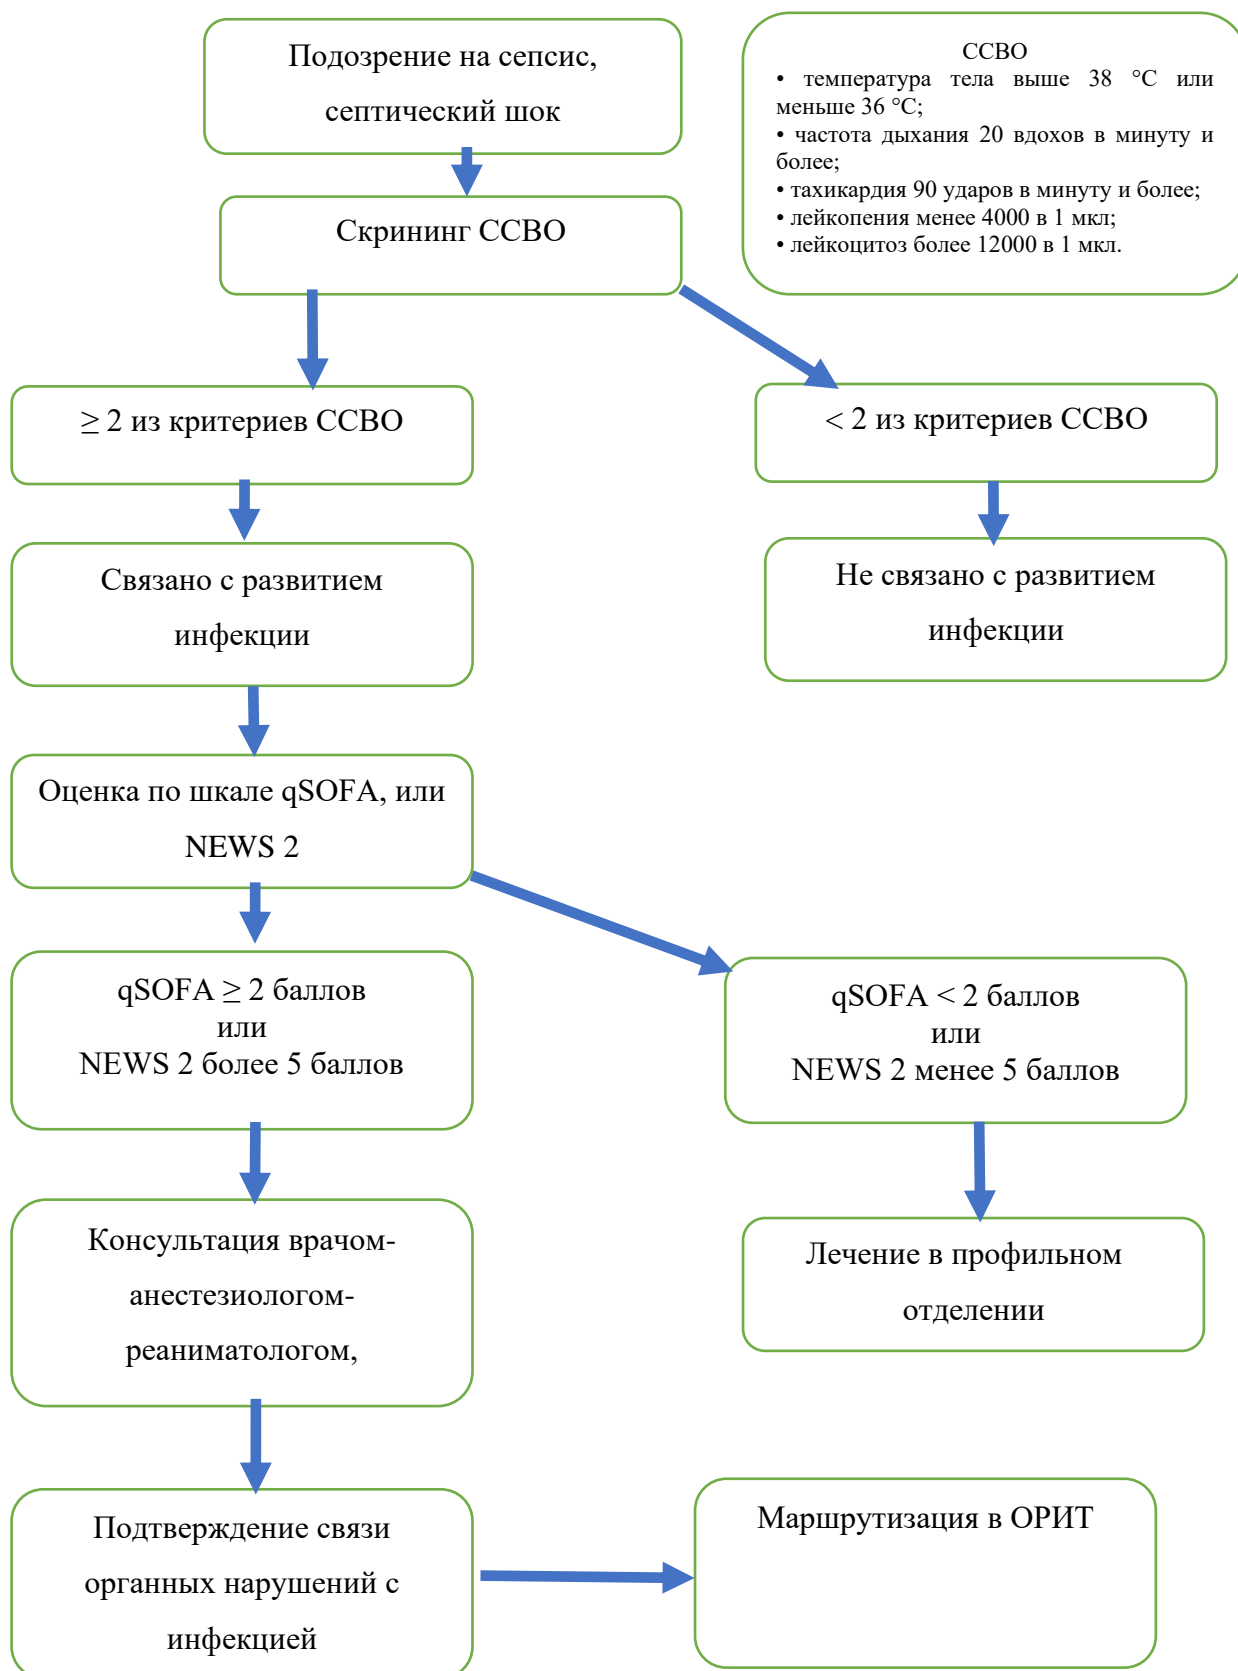 Подозрение на сепсис,
септический шок
ССВО
• температура тела выше 38 °С или
меньше 36 °С;
• частота дыхания 20 вдохов в минуту и
более;
• тахикардия 90 ударов в минуту и более;
• лейкопения менее 4000 в 1 мкл;
• лейкоцитоз более 12000 в 1 мкл.
Скрининг ССВО
≥ 2 из критериев ССВО
< 2 из критериев ССВО
Связано с развитием
инфекции
Не связано с развитием
инфекции
Оценка по шкале qSOFA, или
NEWS 2
qSOFA ≥ 2 баллов
или
NEWS 2 более 5 баллов
qSOFA < 2 баллов
или
NEWS 2 менее 5 баллов
Консультация врачом-
анестезиологом-
реаниматологом,
Лечение в профильном
отделении
Подтверждение связи
органных нарушений с
инфекцией
Маршрутизация в ОРИТ